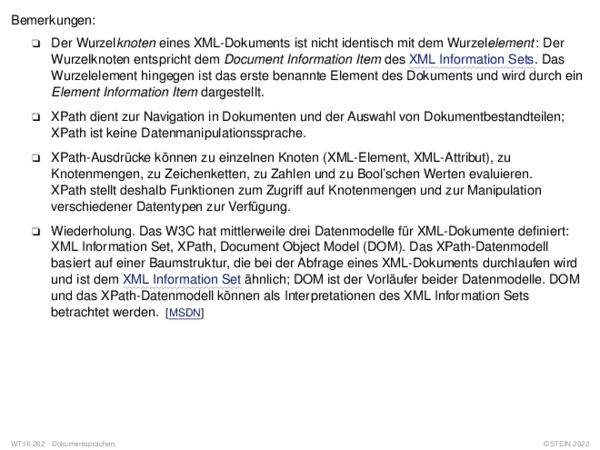 Bemerkungen:
❑ Der Wurzelknoten eines XML-Dokuments ist nicht identisch mit dem Wurzelelement: Der
Wurzelknoten entspricht dem Document Information Item des XML Information Sets. Das
Wurzelelement hingegen ist das erste benannte Element des Dokuments und wird durch ein
Element Information Item dargestellt.
❑ XPath dient zur Navigation in Dokumenten und der Auswahl von Dokumentbestandteilen;
XPath ist keine Datenmanipulationssprache.
❑ XPath-Ausdrücke können zu einzelnen Knoten (XML-Element, XML-Attribut), zu
Knotenmengen, zu Zeichenketten, zu Zahlen und zu Bool'schen Werten evaluieren.
XPath stellt deshalb Funktionen zum Zugriff auf Knotenmengen und zur Manipulation
verschiedener Datentypen zur Verfügung.
❑ Wiederholung. Das W3C hat mittlerweile drei Datenmodelle für XML-Dokumente definiert:
XML Information Set, XPath, Document Object Model (DOM). Das XPath-Datenmodell
basiert auf einer Baumstruktur, die bei der Abfrage eines XML-Dokuments durchlaufen wird
und ist dem XML Information Set ähnlich; DOM ist der Vorläufer beider Datenmodelle. DOM
und das XPath-Datenmodell können als Interpretationen des XML Information Sets
betrachtet werden. [MSDN]
WT:III-282 Dokumentsprachen ©STEIN 2022